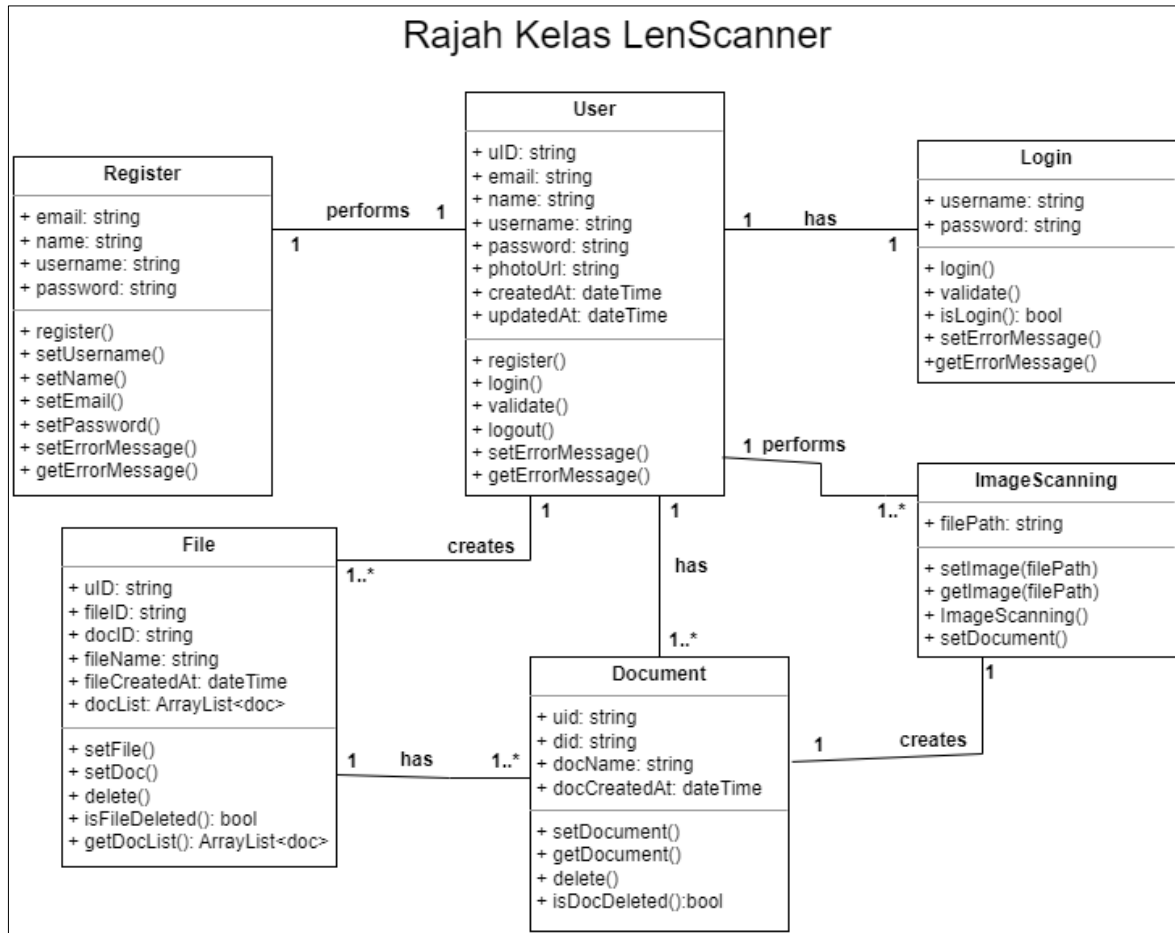 Rajah Kelas LenScanner
User
+ uID: string
+ email: string
+ name: string
+ username: string
+ password: string
+ photoUrl: string
+ createdAt: dateTime
+ updatedAt: dateTime
+ register()
+ login()
+ validate()
+ logout()
+ setErrorMessage()
+ getErrorMessage()
Register
+ email: string
+ name: string
+ username: string
+ password: string
+ register()
+ setUsername()
+ setName()
+ setEmail()
+ setPassword()
+ setErrorMessage()
+ getErrorMessage()
performs
1
1
Login
+ username: string
+ password: string
+ login()
+ validate()
+ isLogin(): bool
+ setErrorMessage()
+getErrorMessage()
1
has
1
1 performs
1..*
ImageScanning
+ filePath: string
+ setImage(filePath)
+ getImage(filePath)
+ ImageScanning()
+ setDocument()
1
creates
1
1
creates
1..*
File
+ uID: string
+ fileID: string
+ docID: string
+ fileName: string
+ fileCreatedAt: dateTime
+ docList: ArrayList<doc>
+ setFile()
+ setDoc()
+ delete()
+ isFileDeleted(): bool
+ getDocList(): ArrayList<doc>
1
has
1..*
1
has
1..*
Document
+ uid: string
+ did: string
+ docName: string
+ docCreatedAt: dateTime
+ setDocument()
+ getDocument()
+ delete()
+ isDocDeleted():bool